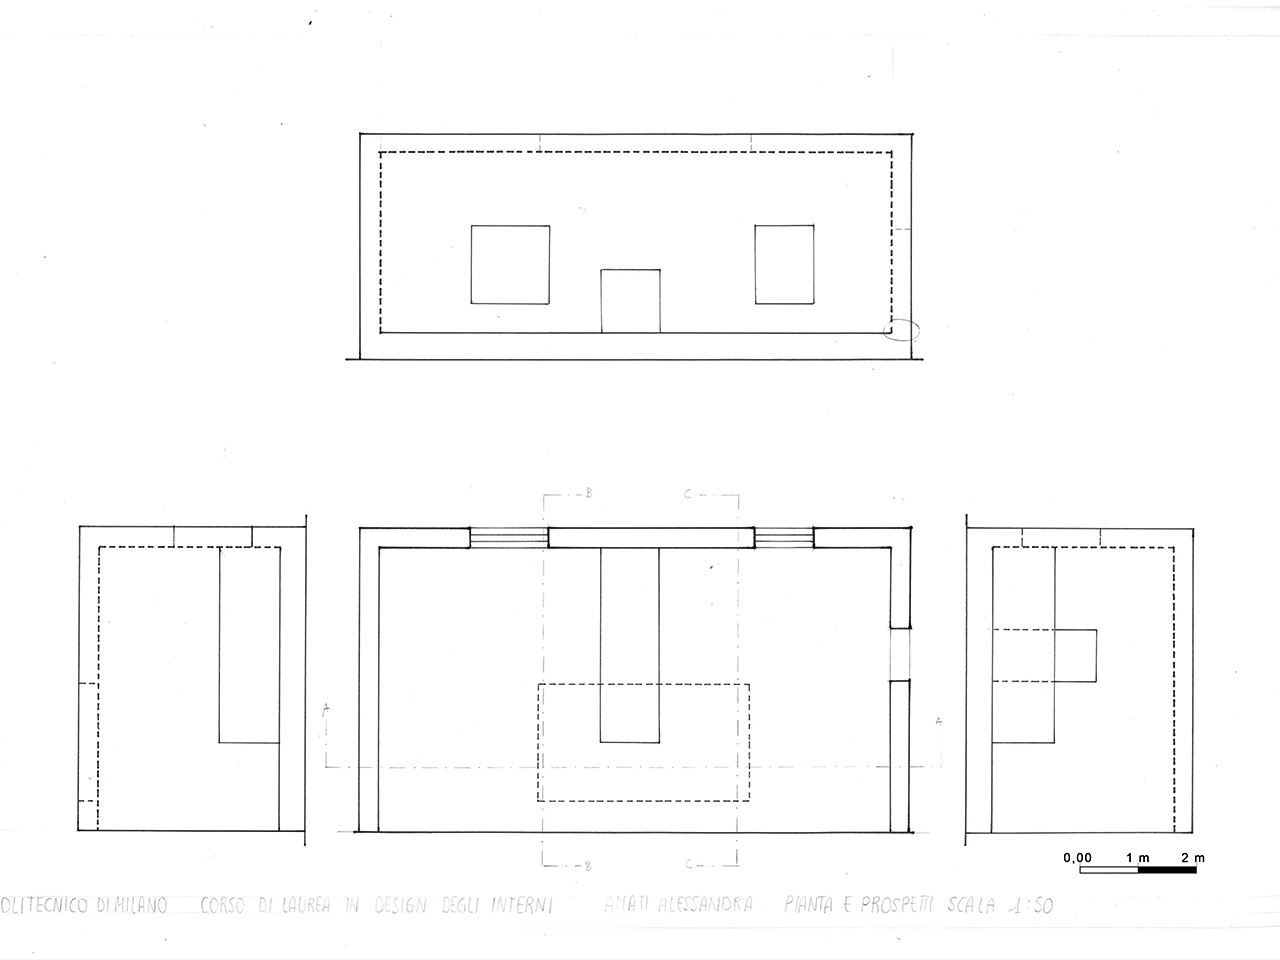 B C
A A
B C
0,00 1 m 2 m
OLITECNICO DI MILANO CORSO DI LAUREA IN DESIGN DEGLI INTERNI AMATI ALESSANDRA PIANTA E PROSPETTI SCALA 1:50